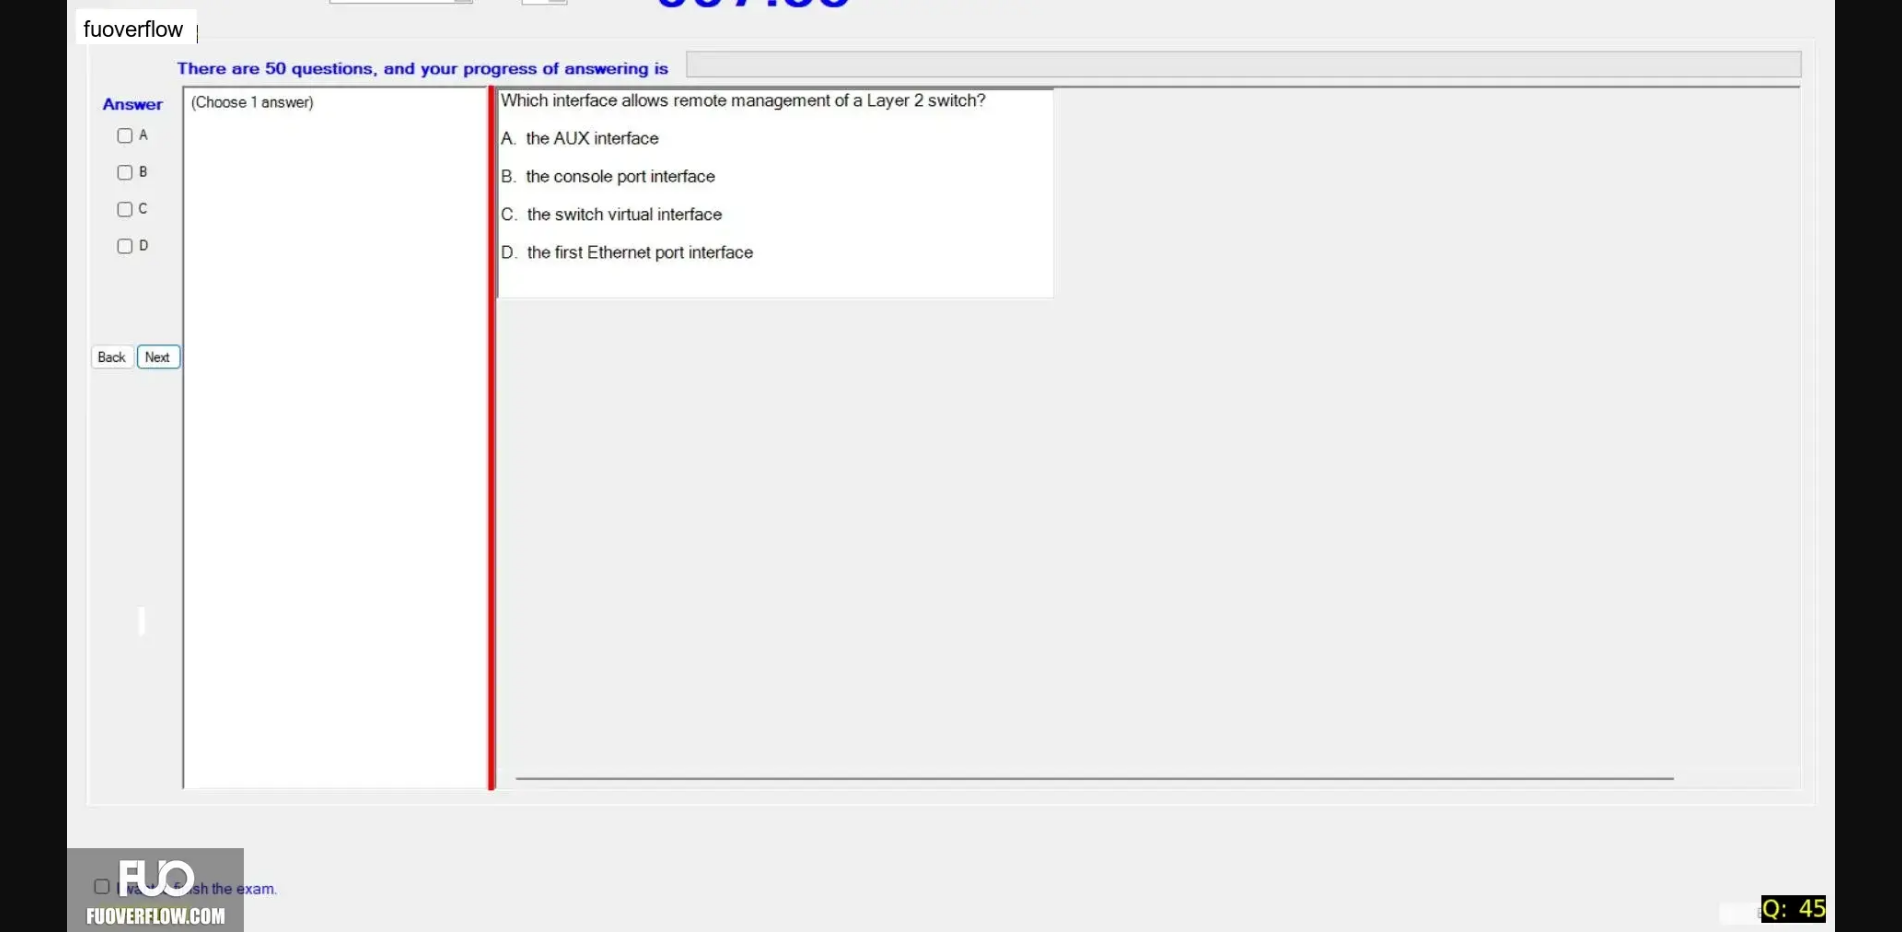 fuoverflow
There are 50 questions, and your progress of answering is
Answer
(Choose 1 answer)
A
B
C
D
Which interface allows remote management of a Layer 2 switch?
A. the AUX interface
B. the console port interface
C. the switch virtual interface
D. the first Ethernet port interface
Back Next
FUO
the exam.
FUOVERFLOW.COM
Q: 45